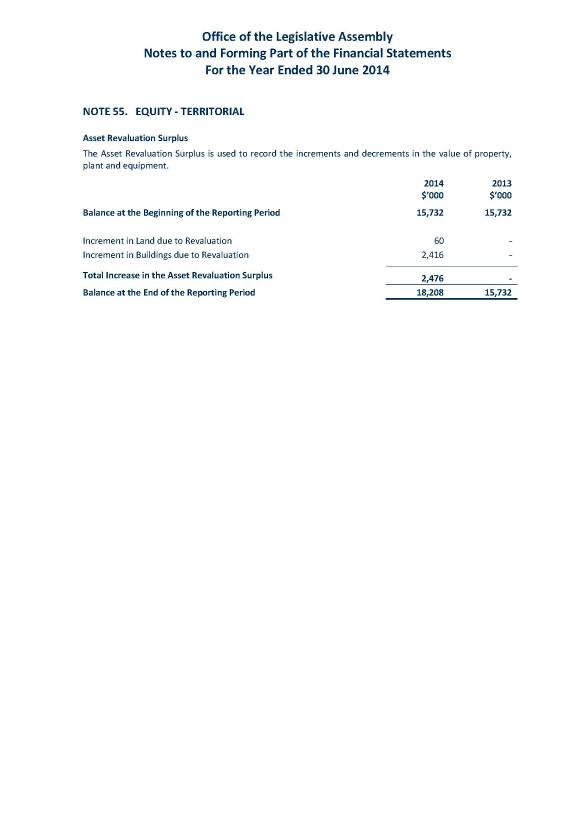 Office of the Legislative Assembly
Notes to and Forming Part of the Financial Statements
For the Year Ended 30 June 2014
NOTE 55. EQUITY - TERRITORIAL
Asset Revaluation Surplus
The Asset Revaluation Surplus is used to record the increments and decrements in the value of property,
plant and equipment.
2014 2013
$'000 $'000
Balance at the Beginning of the Reporting Period 15,732 15,732
Increment in Land due to Revaluation 60 -
Increment in Buildings due to Revaluation 2,416 -
Total Increase in the Asset Revaluation Surplus 2,476 -
Balance at the End of the Reporting Period 18,208 15,732